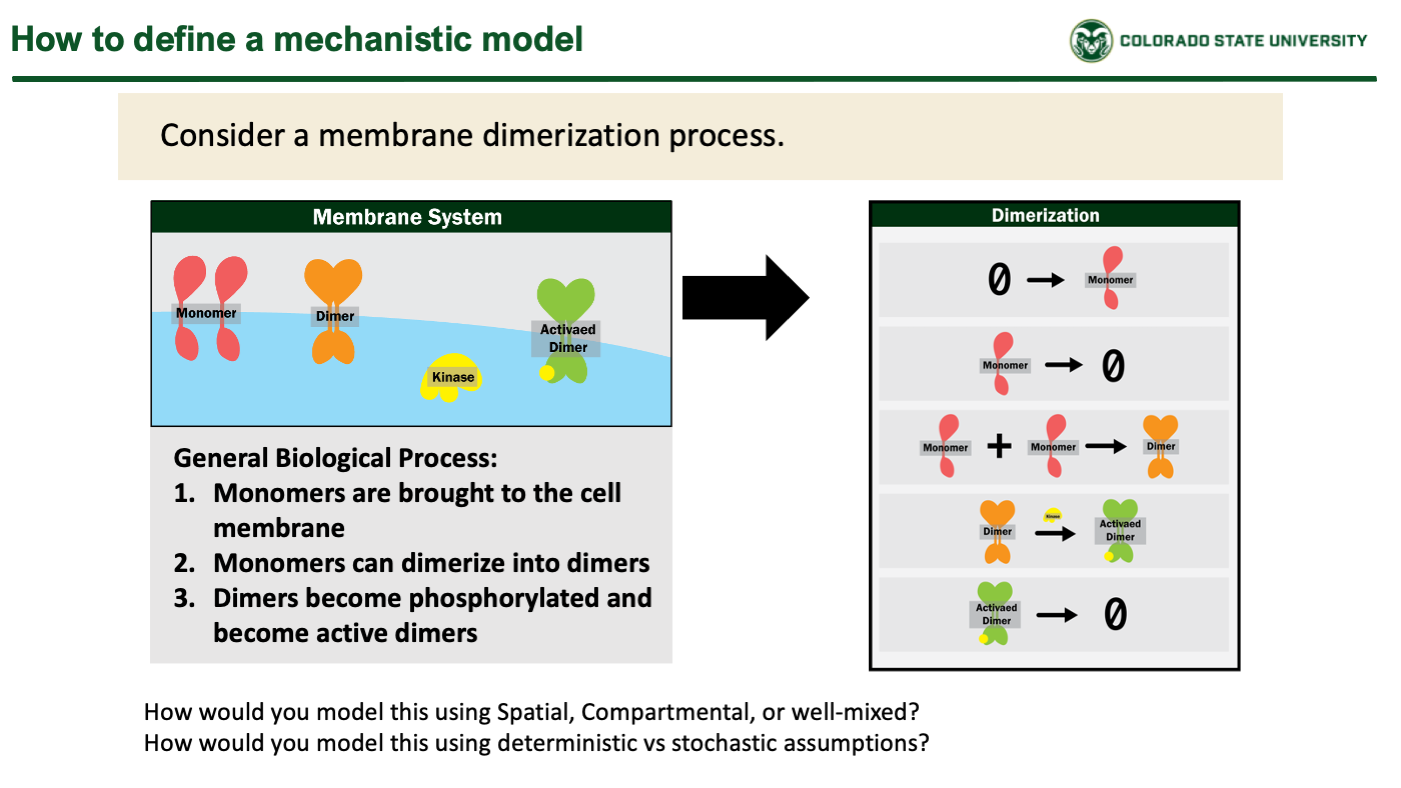 How to define a mechanistic model
COLORADO STATE UNIVERSITY
Consider a membrane dimerization process.
Membrane System
Monomer
Dimer
Activaed
Dimer
Kinase
General Biological Process:
1. Monomers are brought to the cell
membrane
2. Monomers can dimerize into dimers
3. Dimers become phosphorylated and
become active dimers
Dimerization
0 → Monomer
Monomer → 0
Monomer + Monomer → Dimer
Kinase
Dimer → Activaed
Dimer
Activaed
Dimer → 0
How would you model this using Spatial, Compartmental, or well-mixed?
How would you model this using deterministic vs stochastic assumptions?